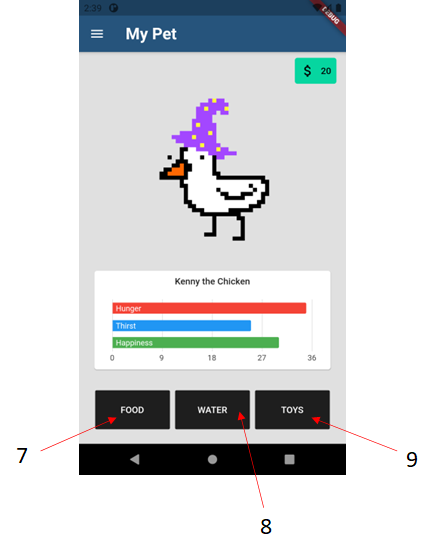 2:39
DEBUG
My Pet
$ 20
Kenny the Chicken
Hunger
Thirst
Happiness
0 9 18 27 36
FOOD WATER TOYS
7
8
9